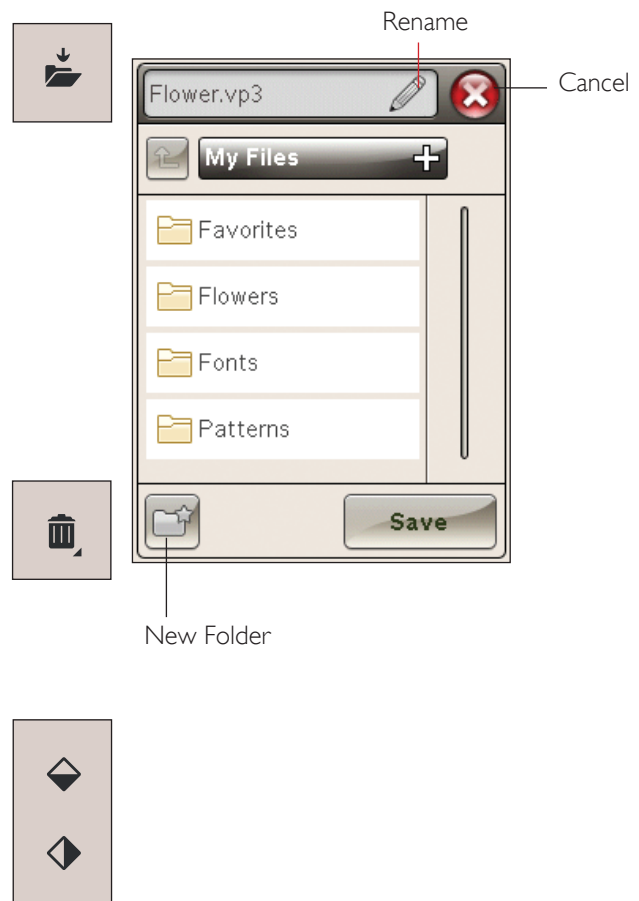 Rename
Flower.vp3
Cancel
My Files
Favorites
Flowers
Fonts
Patterns
Save
New Folder